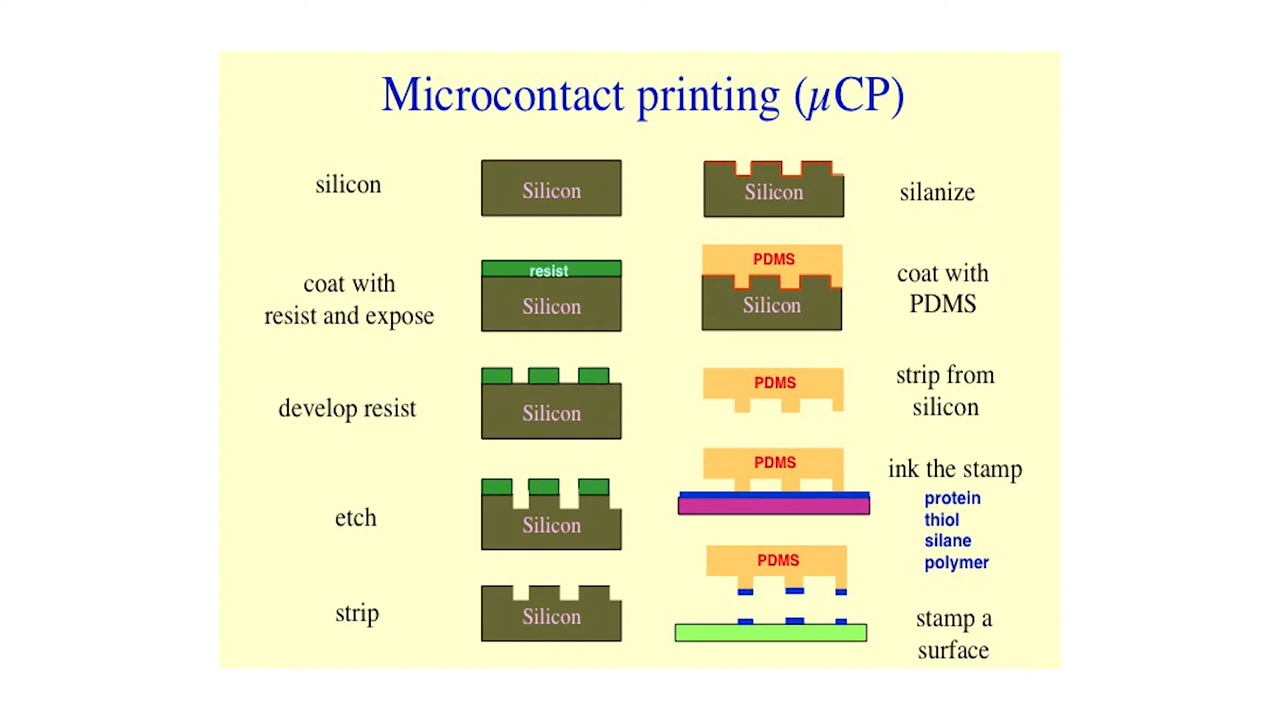 Microcontact printing (µCP)
silicon
Silicon
coat with
resist and expose
resist
Silicon
develop resist
Silicon
etch
Silicon
strip
Silicon
Silicon
silanize
PDMS
Silicon
coat with
PDMS
PDMS
strip from
silicon
PDMS
ink the stamp
protein
thiol
silane
polymer
PDMS
stamp a
surface